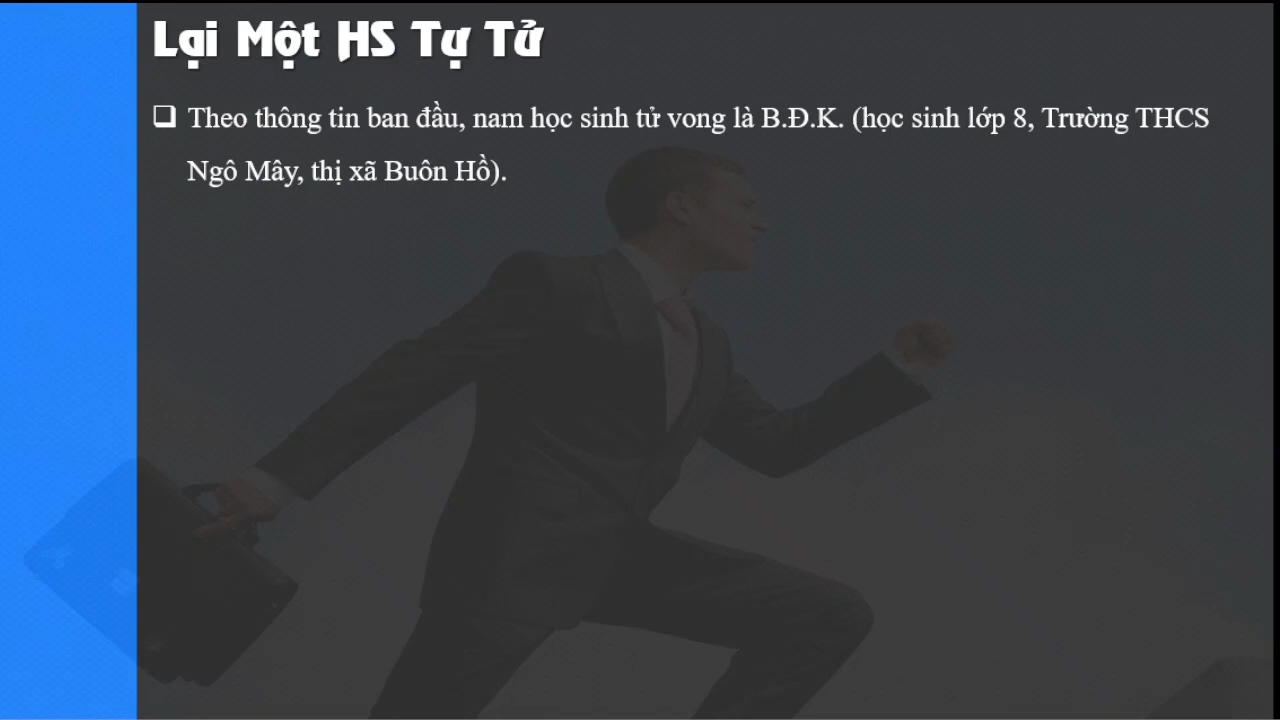 Lại Một HS Tự Tử
❑ Theo thông tin ban đầu, nam học sinh tử vong là B.Đ.K. (học sinh lớp 8, Trường THCS
Ngô Mây, thị xã Buôn Hồ).